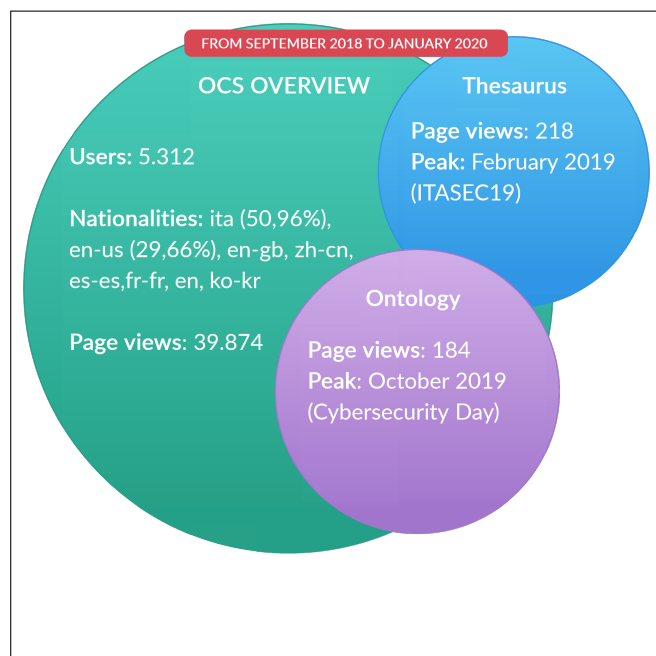 FROM SEPTEMBER 2018 TO JANUARY 2020
OCS OVERVIEW
Users: 5.312
Nationalities: ita (50,96%),
en-us (29,66%), en-gb, zh-cn,
es-es,fr-fr, en, ko-kr
Page views: 39.874
Thesaurus
Page views: 218
Peak: February 2019
(ITASEC19)
Ontology
Page views: 184
Peak: October 2019
(Cybersecurity Day)